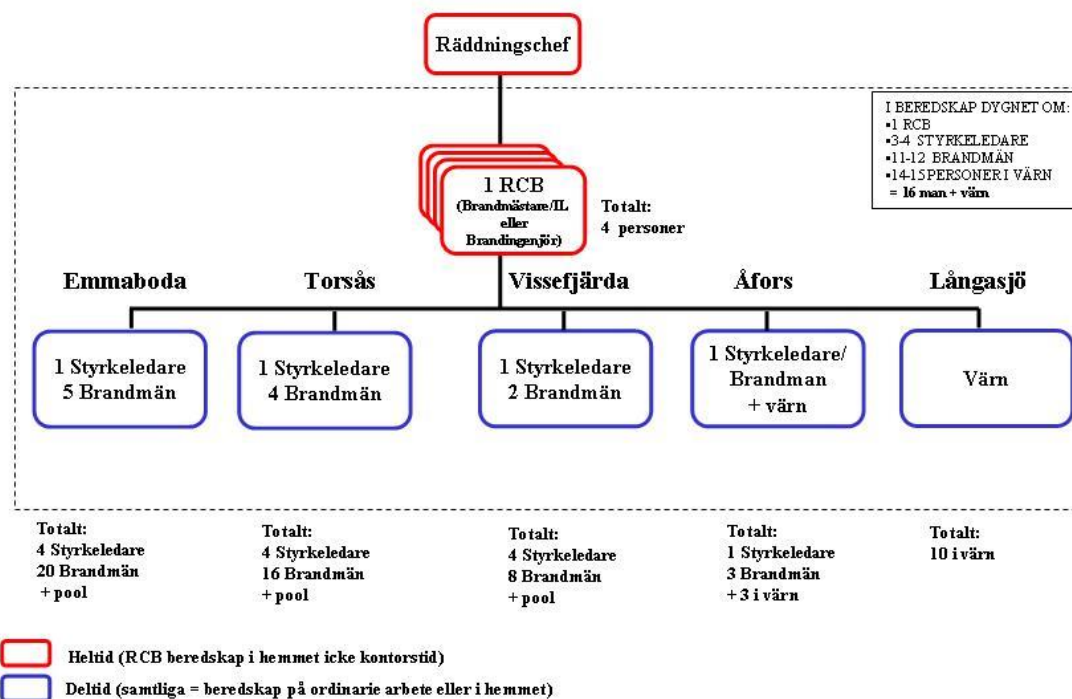 Räddningschef
I BEREDSKAP DYGNET OM:
▪1 RCB
▪3-4 STYRKELEDARE
▪11-12 BRANDMÄN
▪14-15 PERSONER I VÄRN
= 16 man + värn
1 RCB
(Brandmästare/IL
eller
Brandingenjör)
Totalt:
4 personer
Emmaboda
Torsås
Vissefjärda
Åfors
Långasjö
1 Styrkeledare
5 Brandmän
1 Styrkeledare
4 Brandmän
1 Styrkeledare
2 Brandmän
1 Styrkeledare/
Brandman
+ värn
Värn
Totalt:
4 Styrkeledare
20 Brandmän
+ pool
Totalt:
4 Styrkeledare
16 Brandmän
+ pool
Totalt:
4 Styrkeledare
8 Brandmän
+ pool
Totalt:
1 Styrkeledare
3 Brandmän
+ 3 i värn
Totalt:
10 i värn
Heltid (RCB beredskap i hemmet icke kontorstid)
Deltid (samtliga = beredskap på ordinarie arbete eller i hemmet)